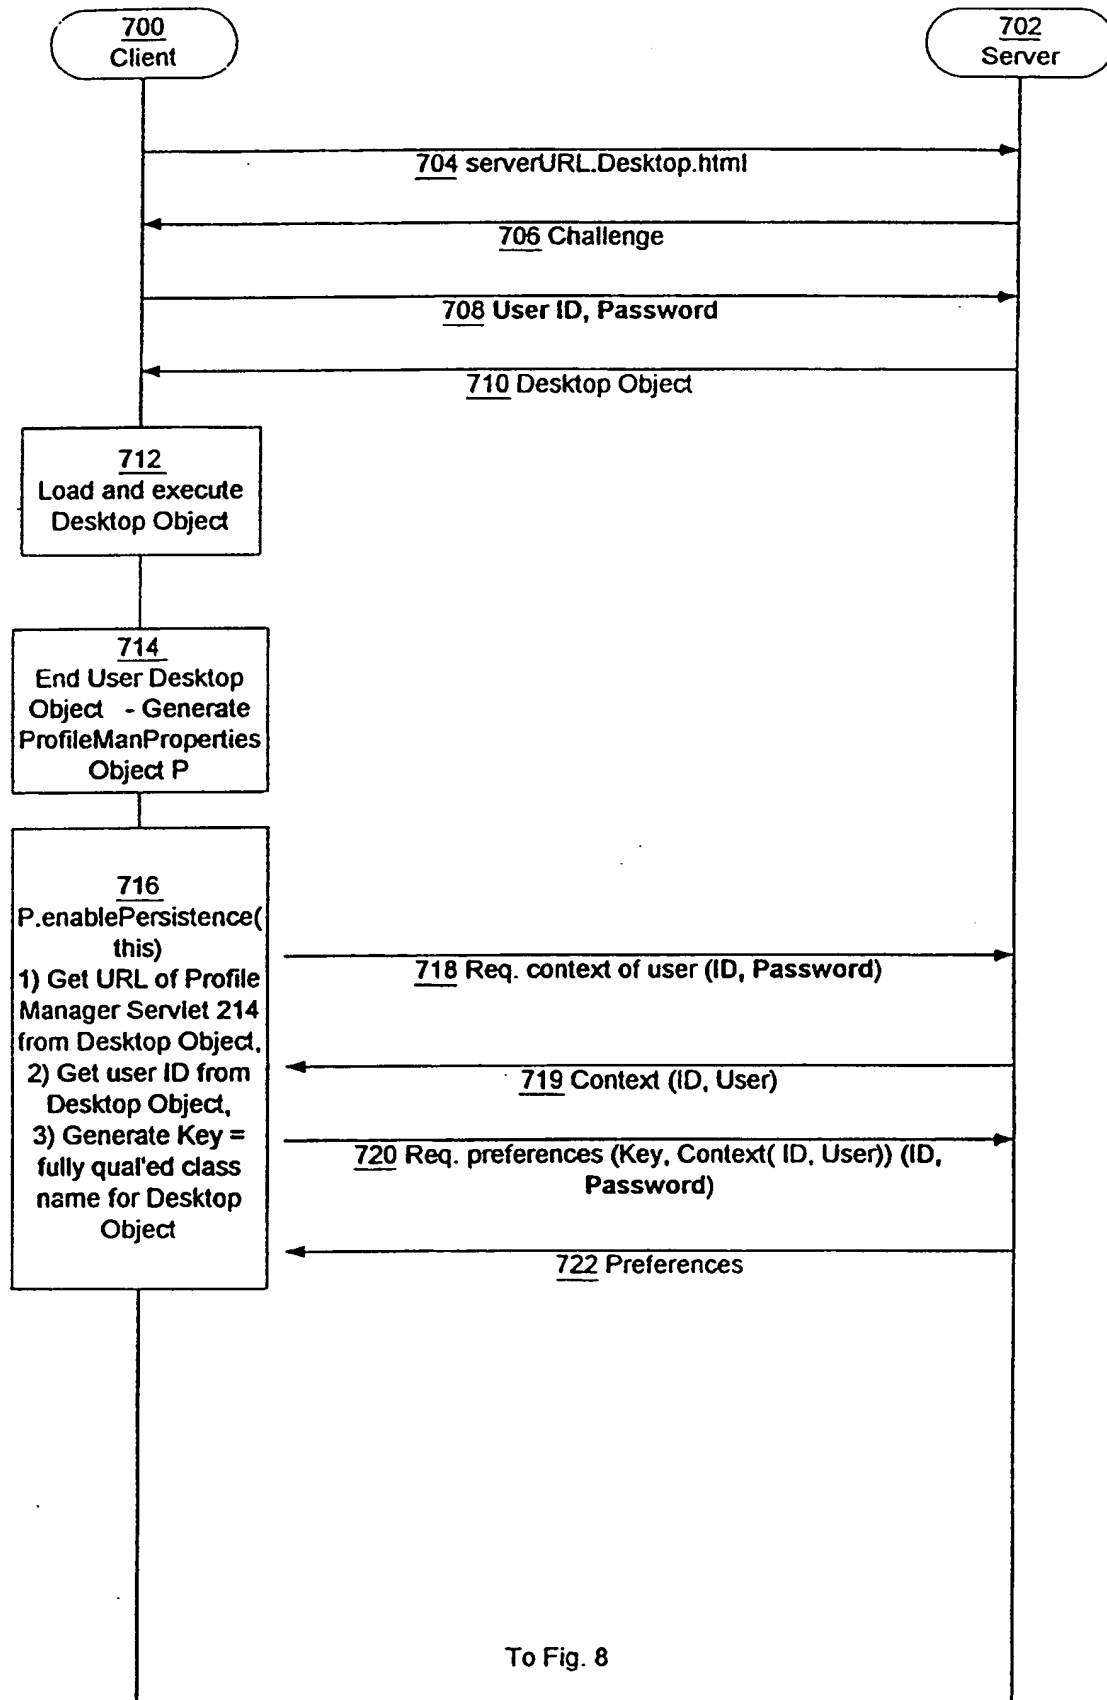 700
Client
702
Server
704 serverURL.Desktop.html
706 Challenge
708 User ID, Password
710 Desktop Object
712
Load and execute
Desktop Object
714
End User Desktop
Object - Generate
ProfileManProperties
Object P
716
P.enablePersistence(
this)
1) Get URL of Profile
Manager Servlet 214
from Desktop Object,
2) Get user ID from
Desktop Object,
3) Generate Key =
fully qual'ed class
name for Desktop
Object
718 Req. context of user (ID, Password)
719 Context (ID, User)
720 Req. preferences (Key, Context( ID, User)) (ID,
Password)
722 Preferences
To Fig. 8